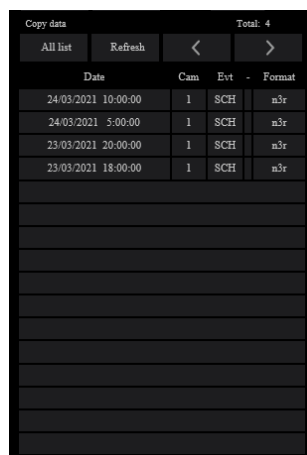 Copy data Total: 4
All list Refresh < >
Date Cam Evt - Format
24/03/2021 10:00:00 1 SCH n3r
24/03/2021 5:00:00 1 SCH n3r
23/03/2021 20:00:00 1 SCH n3r
23/03/2021 18:00:00 1 SCH n3r